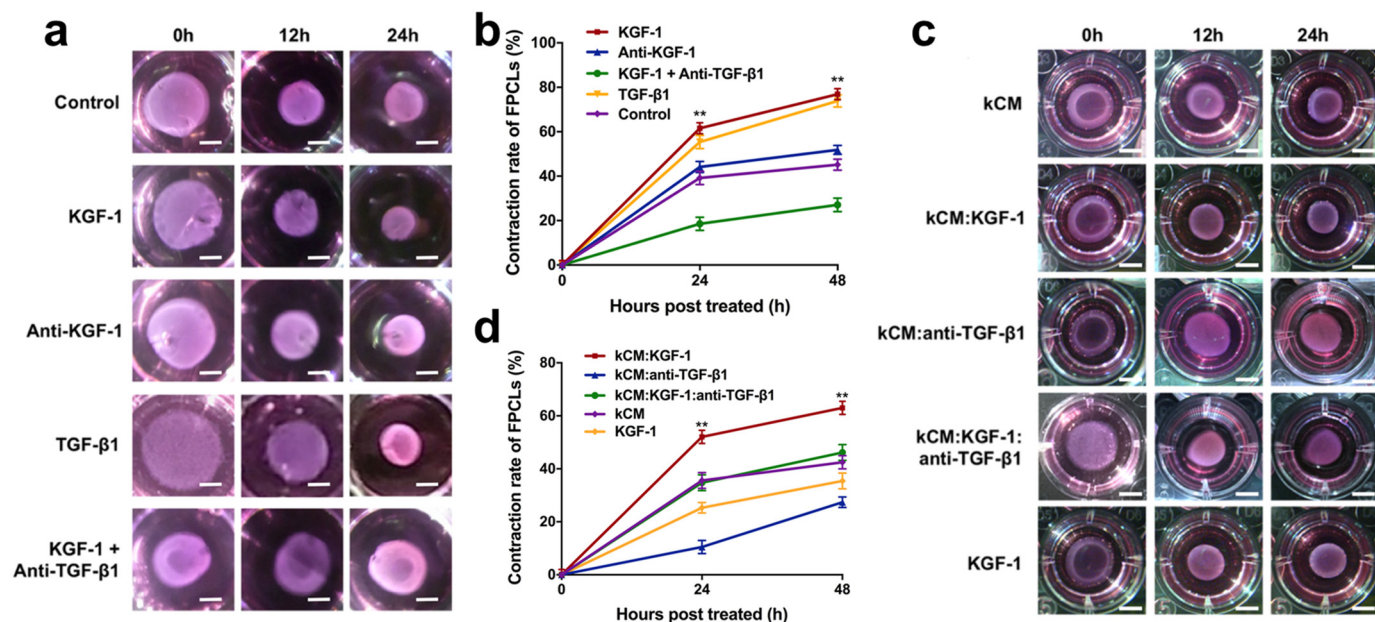 a
0h 12h 24h
Control
KGF-1
Anti-KGF-1
TGF-β1
KGF-1 +
Anti-TGF-β1
b
KGF-1
Anti-KGF-1
KGF-1 + Anti-TGF-β1
TGF-β1
Control
Contraction rate of FPCLs (%)
100
80
60
40
20
0
**
**
0 24 48
Hours post treated (h)
d
kCM:KGF-1
kCM:anti-TGF-β1
kCM:KGF-1:anti-TGF-β1
kCM
KGF-1
Contraction rate of FPCLs (%)
80
60
40
20
0
**
**
0 24 48
Hours post treated (h)
c
0h 12h 24h
kCM
kCM:KGF-1
kCM:anti-TGF-β1
kCM:KGF-1:
anti-TGF-β1
KGF-1